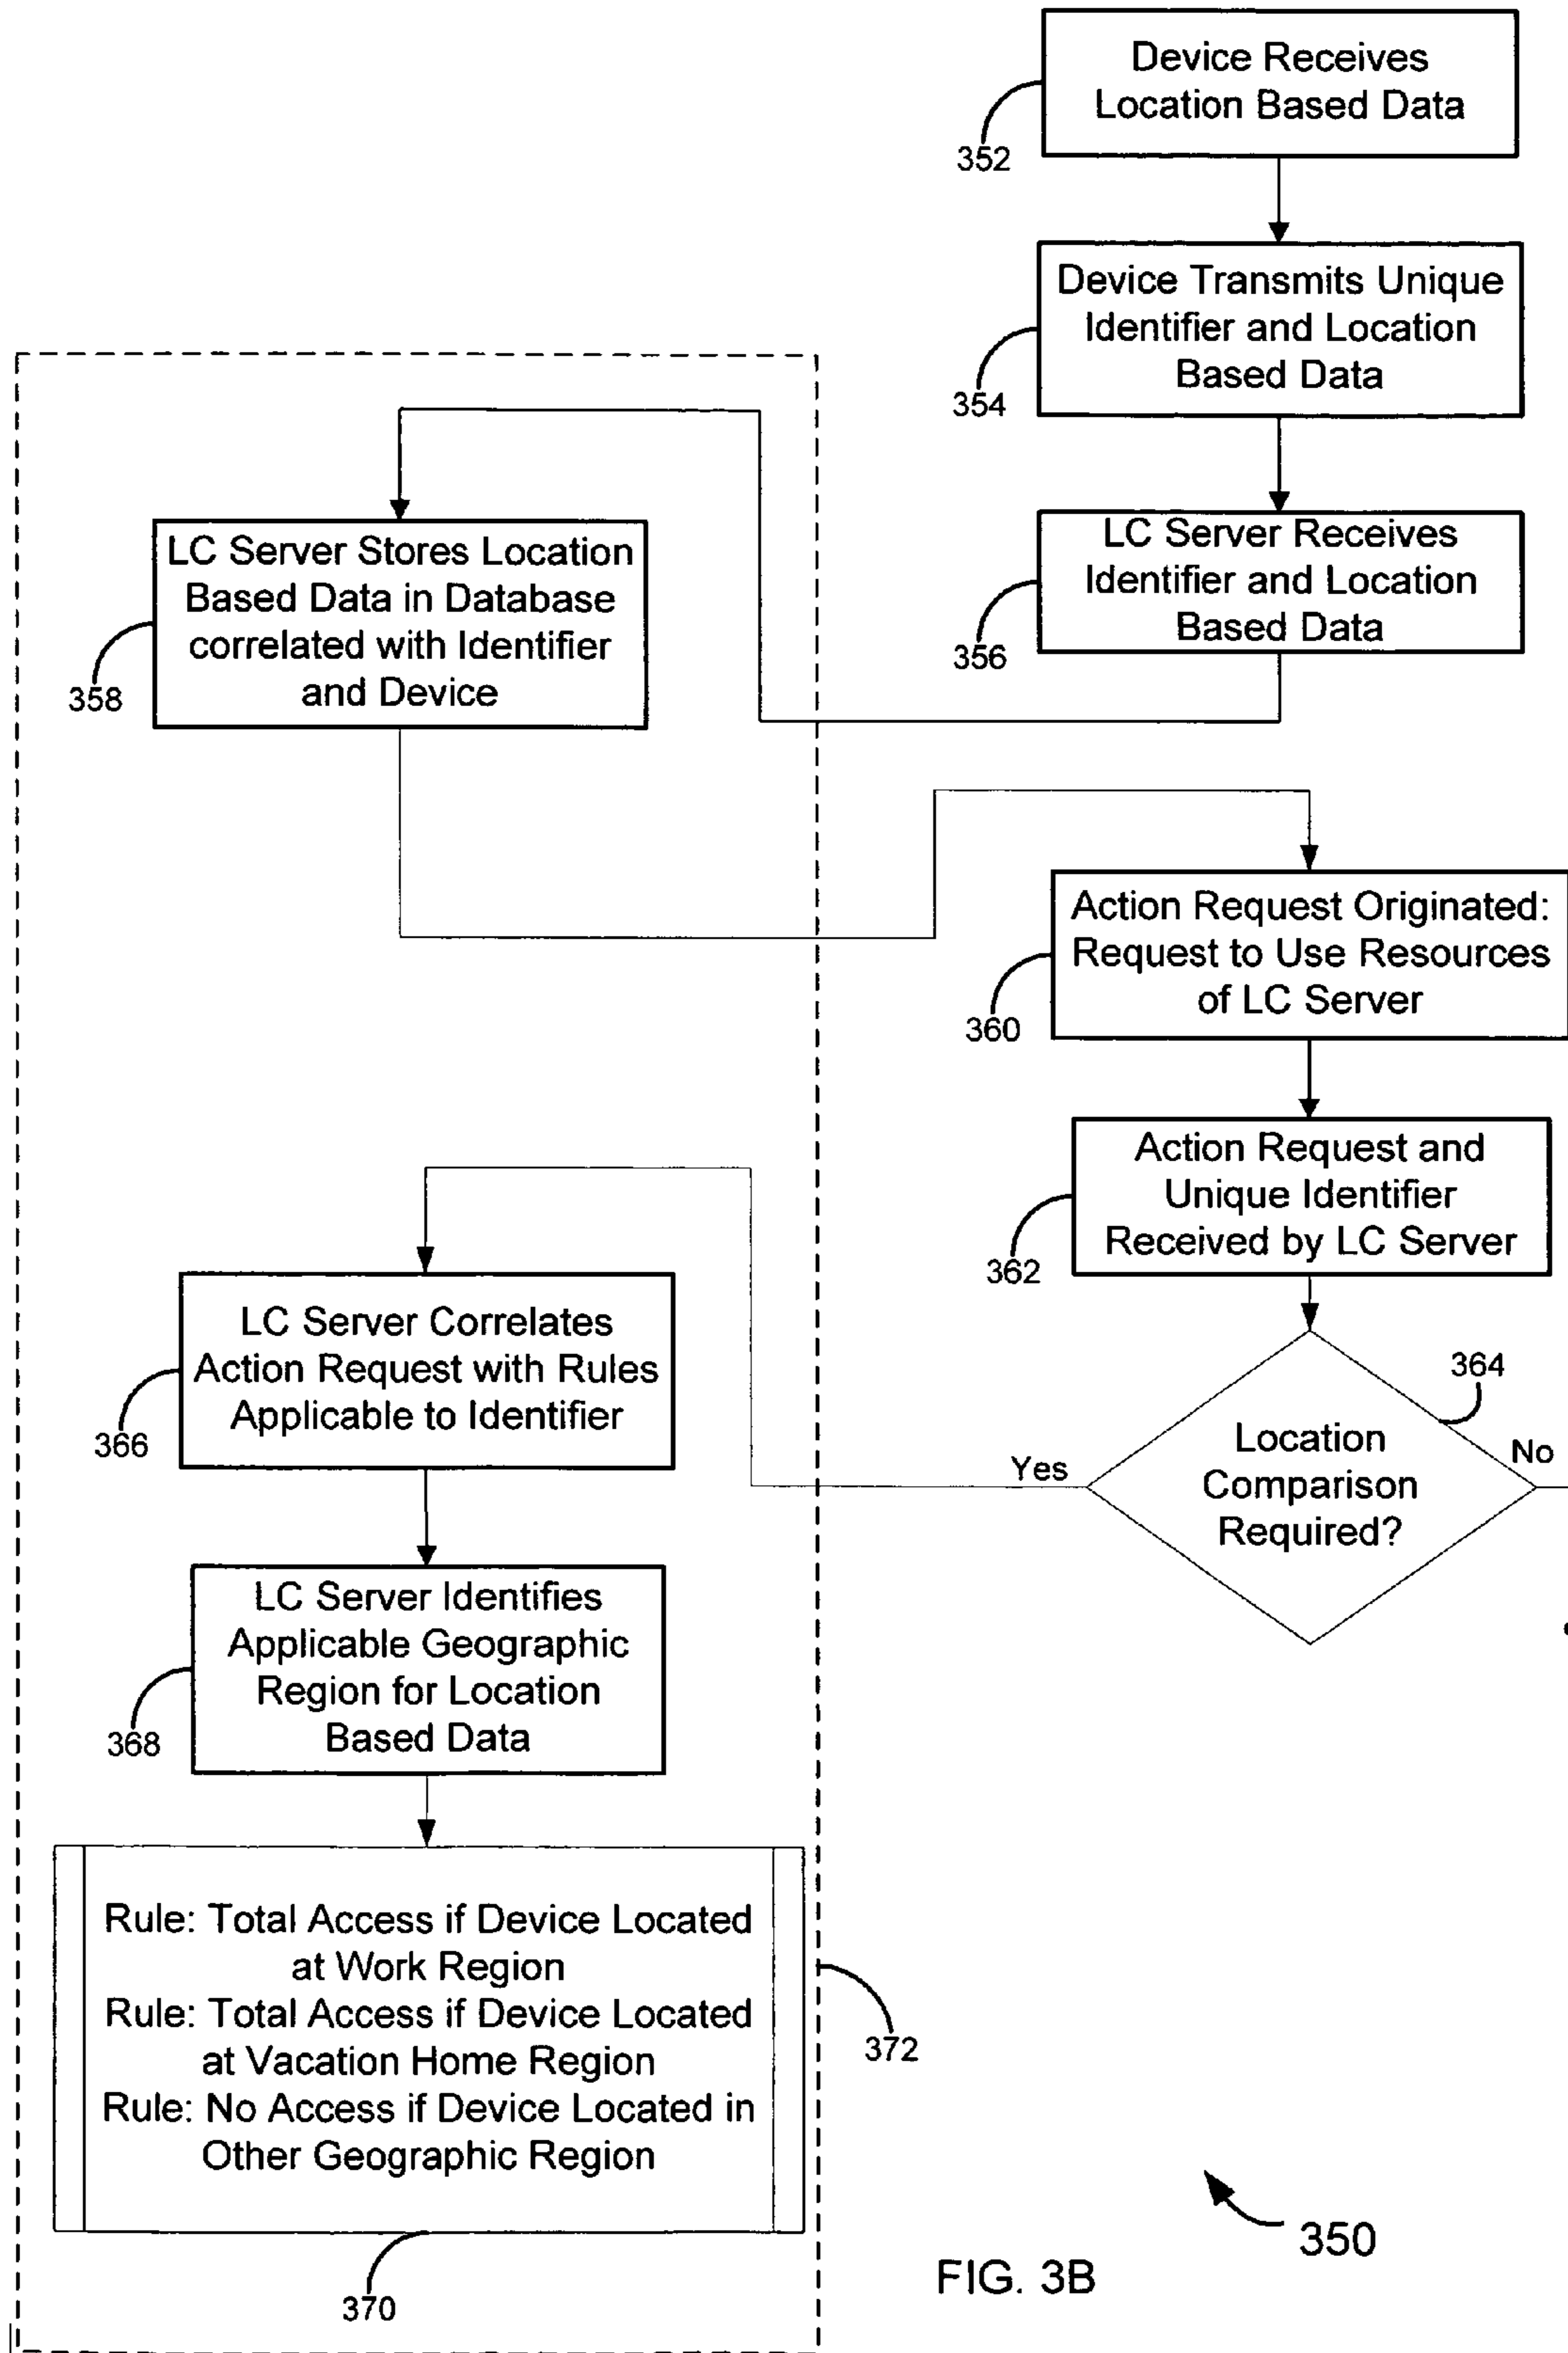 Device Receives
Location Based Data
352
Device Transmits Unique
Identifier and Location
Based Data
354
LC Server Receives
Identifier and Location
Based Data
356
LC Server Stores Location
Based Data in Database
correlated with Identifier
and Device
358
Action Request Originated:
Request to Use Resources
of LC Server
360
Action Request and
Unique Identifier
Received by LC Server
362
Location
Comparison
Required?
364
Yes
No
LC Server Correlates
Action Request with Rules
Applicable to Identifier
366
LC Server Identifies
Applicable Geographic
Region for Location
Based Data
368
Rule: Total Access if Device Located
at Work Region
Rule: Total Access if Device Located
at Vacation Home Region
Rule: No Access if Device Located in
Other Geographic Region
370
372
350
FIG. 3B